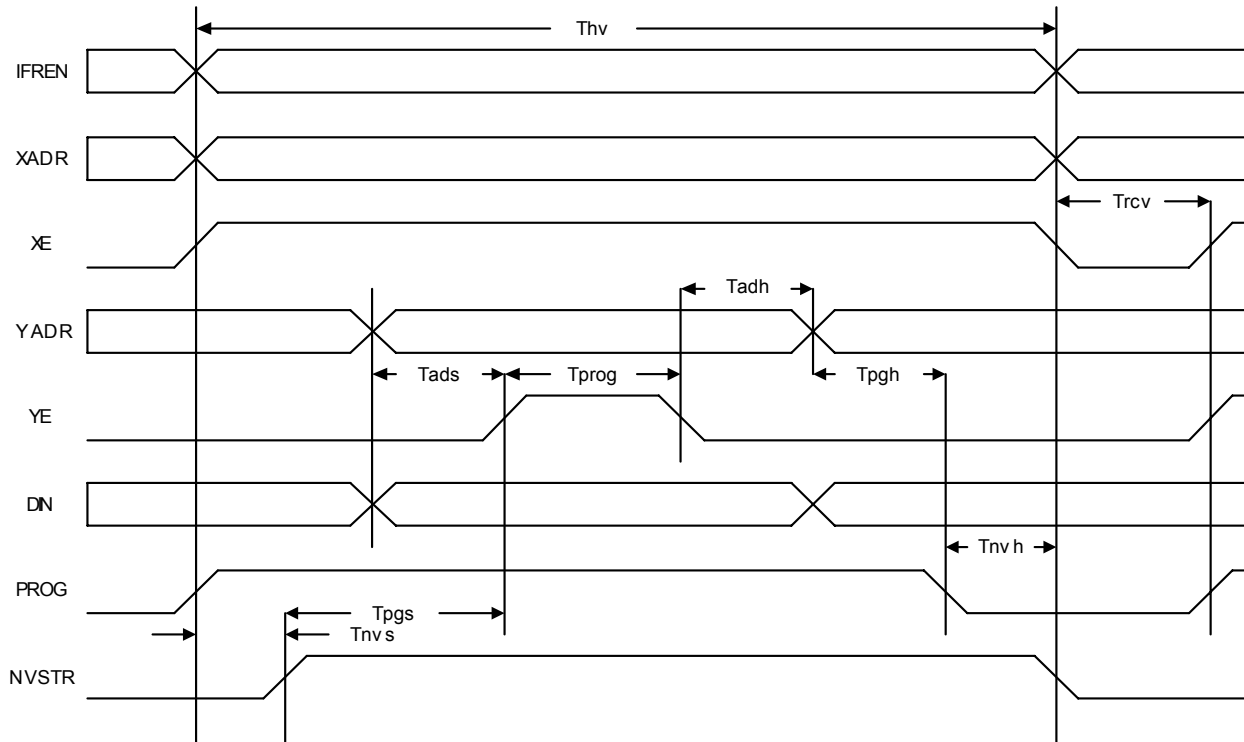 Thv
IFREN
XADR
Trcv
XE
Tadh
YADR
Tads
Tprog
Tpgh
YE
DIN
Tnvh
PROG
Tpgs
Tnvs
NVSTR